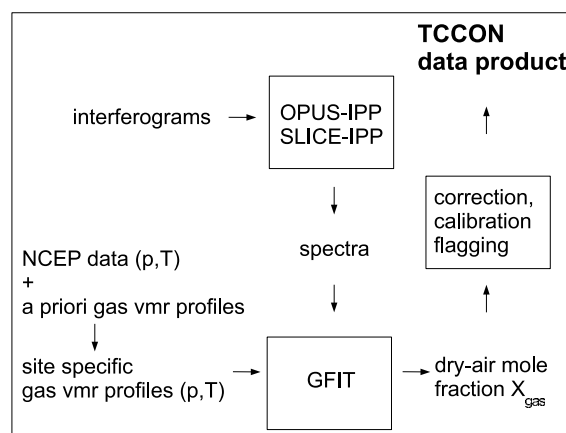 TCCON
data product
interferograms
OPUS-IPP
SLICE-IPP
correction,
calibration
flagging
spectra
NCEP data (p,T)
+
a priori gas vmr profiles
site specific
gas vmr profiles (p,T)
GFIT
dry-air mole
fraction Xgas